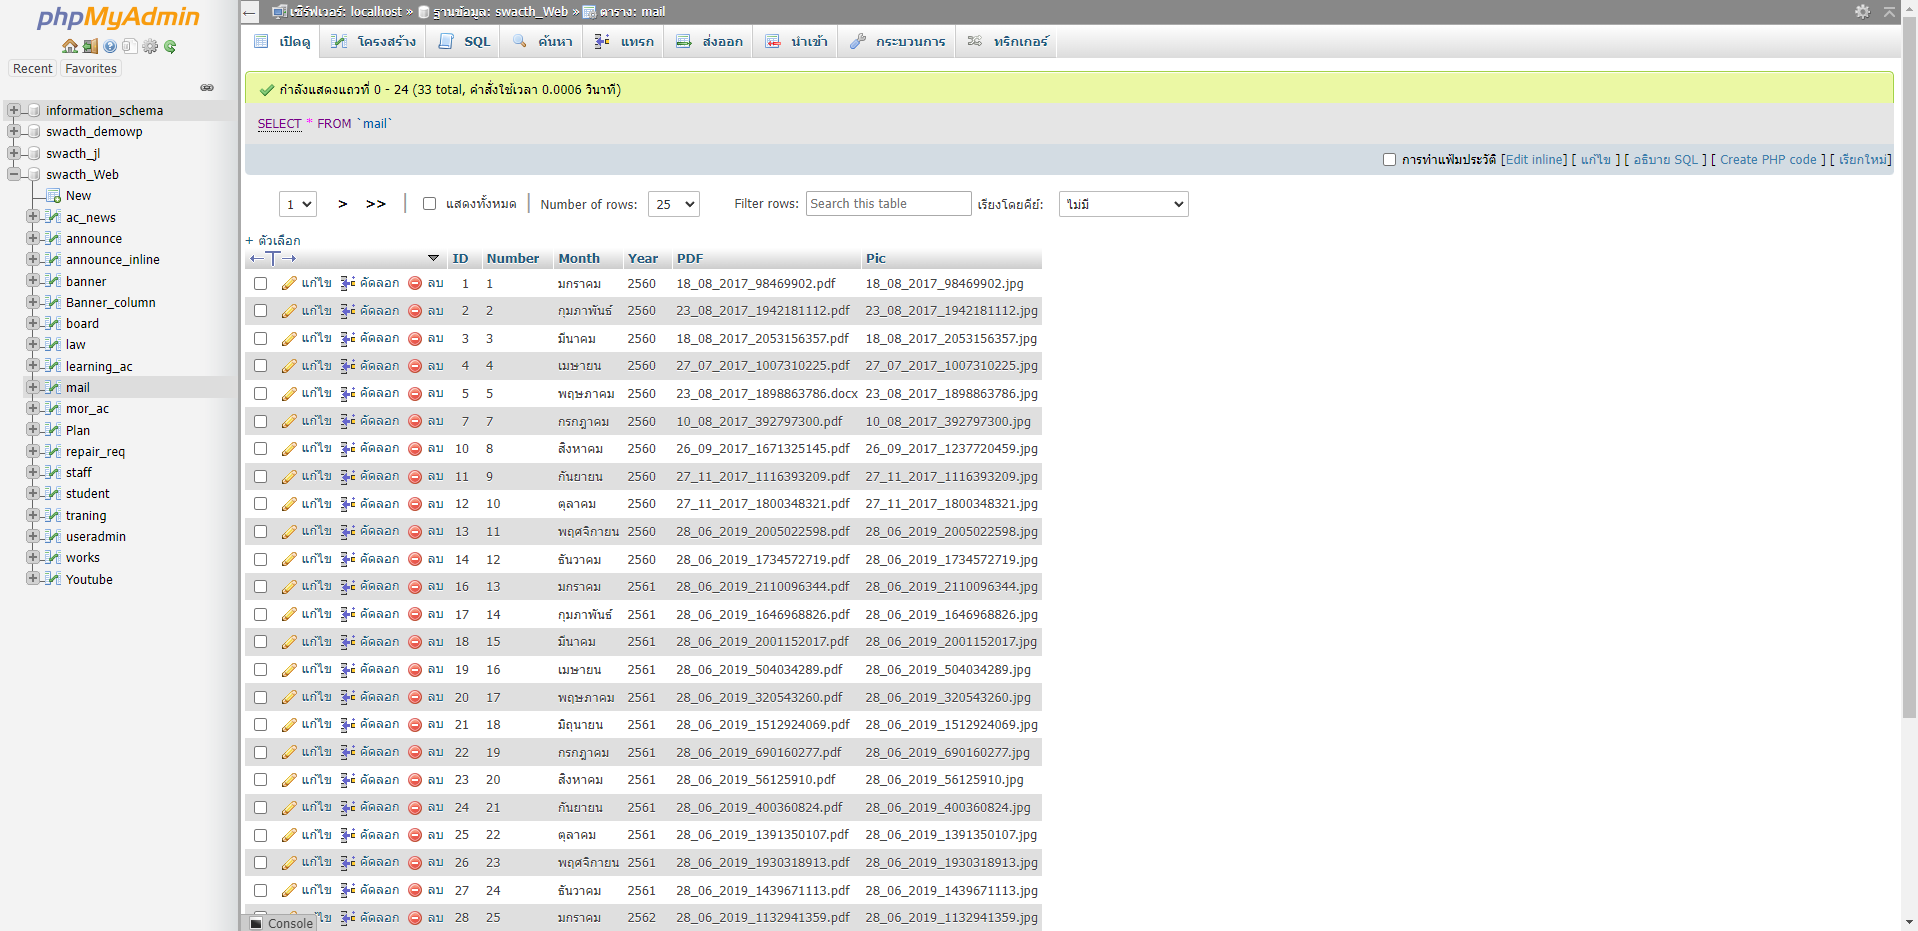 phpMyAdmin
Recent Favorites
information_schema
swacth_demowp
swacth_jl
swacth_Web
New
ac_news
announce
announce_inline
banner
Banner_column
board
law
learning_ac
mail
mor_ac
Plan
repair_req
staff
student
traning
useradmin
works
Youtube
เซิร์ฟเวอร์: localhost » ฐานข้อมูล: swacth_Web » ตาราง: mail
เปิดดู โครงสร้าง SQL ค้นหา แทรก ส่งออก นำเข้า กระบวนการ ทริกเกอร์
กำลังแสดงแถวที่ 0 - 24 (33 total, คำสั่งใช้เวลา 0.0006 วินาที)
SELECT * FROM `mail`
การทำแฟ้มประวัติ [Edit inline] [ แก้ไข ] [ อธิบาย SQL ] [ Create PHP code ] [ เรียกใหม่]
1 > >> | แสดงทั้งหมด | Number of rows: 25 Filter rows: Search this table เรียงโดยคีย์: ไม่มี
+ ตัวเลือก
←T→ ID Number Month Year PDF Pic
แก้ไข คัดลอก ลบ 1 1 มกราคม 2560 18_08_2017_98469902.pdf 18_08_2017_98469902.jpg
แก้ไข คัดลอก ลบ 2 2 กุมภาพันธ์ 2560 23_08_2017_1942181112.pdf 23_08_2017_1942181112.jpg
แก้ไข คัดลอก ลบ 3 3 มีนาคม 2560 18_08_2017_2053156357.pdf 18_08_2017_2053156357.jpg
แก้ไข คัดลอก ลบ 4 4 เมษายน 2560 27_07_2017_1007310225.pdf 27_07_2017_1007310225.jpg
แก้ไข คัดลอก ลบ 5 5 พฤษภาคม 2560 23_08_2017_1898863786.docx 23_08_2017_1898863786.jpg
แก้ไข คัดลอก ลบ 7 7 กรกฎาคม 2560 10_08_2017_392797300.pdf 10_08_2017_392797300.jpg
แก้ไข คัดลอก ลบ 10 8 สิงหาคม 2560 26_09_2017_1671325145.pdf 26_09_2017_1237720459.jpg
แก้ไข คัดลอก ลบ 11 9 กันยายน 2560 27_11_2017_1116393209.pdf 27_11_2017_1116393209.jpg
แก้ไข คัดลอก ลบ 12 10 ตุลาคม 2560 27_11_2017_1800348321.pdf 27_11_2017_1800348321.jpg
แก้ไข คัดลอก ลบ 13 11 พฤศจิกายน 2560 28_06_2019_2005022598.pdf 28_06_2019_2005022598.jpg
แก้ไข คัดลอก ลบ 14 12 ธันวาคม 2560 28_06_2019_1734572719.pdf 28_06_2019_1734572719.jpg
แก้ไข คัดลอก ลบ 16 13 มกราคม 2561 28_06_2019_2110096344.pdf 28_06_2019_2110096344.jpg
แก้ไข คัดลอก ลบ 17 14 กุมภาพันธ์ 2561 28_06_2019_1646968826.pdf 28_06_2019_1646968826.jpg
แก้ไข คัดลอก ลบ 18 15 มีนาคม 2561 28_06_2019_2001152017.pdf 28_06_2019_2001152017.jpg
แก้ไข คัดลอก ลบ 19 16 เมษายน 2561 28_06_2019_504034289.pdf 28_06_2019_504034289.jpg
แก้ไข คัดลอก ลบ 20 17 พฤษภาคม 2561 28_06_2019_320543260.pdf 28_06_2019_320543260.jpg
แก้ไข คัดลอก ลบ 21 18 มิถุนายน 2561 28_06_2019_1512924069.pdf 28_06_2019_1512924069.jpg
แก้ไข คัดลอก ลบ 22 19 กรกฎาคม 2561 28_06_2019_690160277.pdf 28_06_2019_690160277.jpg
แก้ไข คัดลอก ลบ 23 20 สิงหาคม 2561 28_06_2019_56125910.pdf 28_06_2019_56125910.jpg
แก้ไข คัดลอก ลบ 24 21 กันยายน 2561 28_06_2019_400360824.pdf 28_06_2019_400360824.jpg
แก้ไข คัดลอก ลบ 25 22 ตุลาคม 2561 28_06_2019_1391350107.pdf 28_06_2019_1391350107.jpg
แก้ไข คัดลอก ลบ 26 23 พฤศจิกายน 2561 28_06_2019_1930318913.pdf 28_06_2019_1930318913.jpg
แก้ไข คัดลอก ลบ 27 24 ธันวาคม 2561 28_06_2019_1439671113.pdf 28_06_2019_1439671113.jpg
คัดลอก ลบ 28 25 มกราคม 2562 28_06_2019_1132941359.pdf 28_06_2019_1132941359.jpg
Console